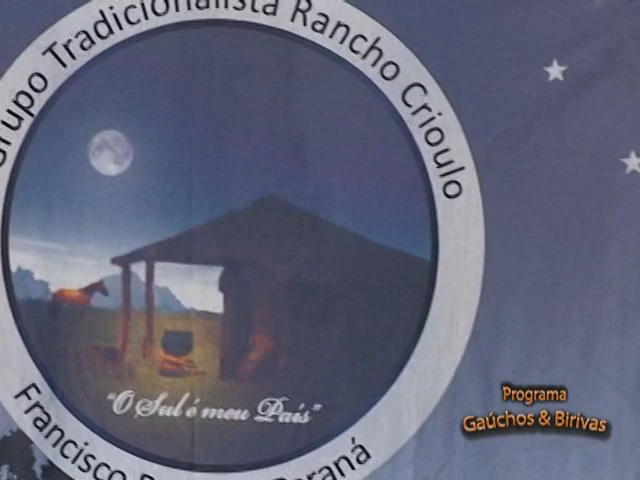 Grupo Tradicionalista Rancho Crioulo
"O Sul é meu País"
Francisco Paraná
Programa
Gaúchos & Birivas